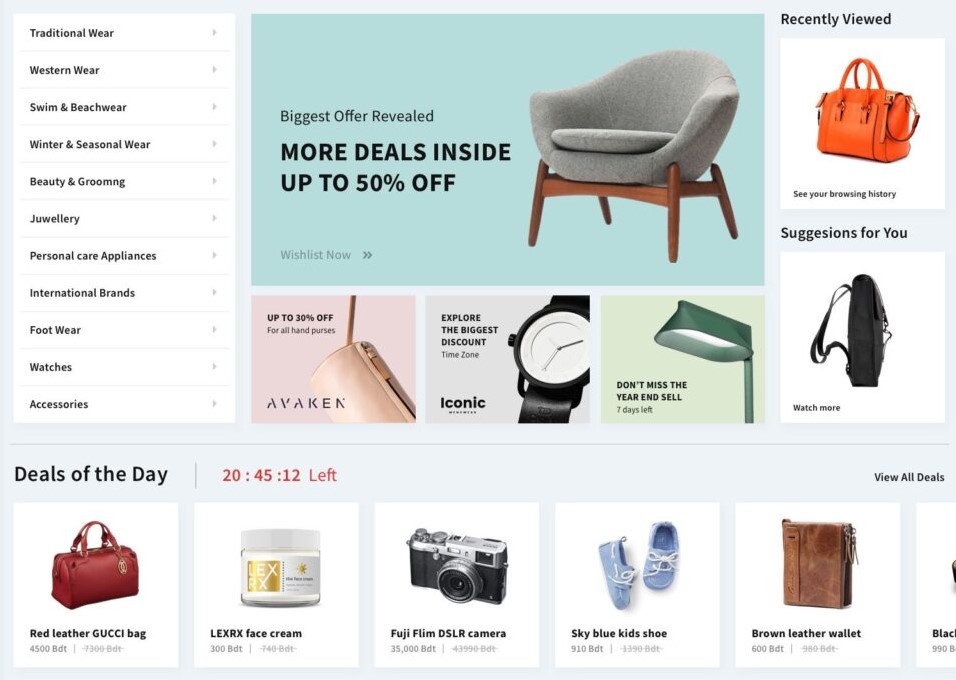 Traditional Wear
Western Wear
Swim & Beachwear
Winter & Seasonal Wear
Beauty & Groomng
Juwellery
Personal care Appliances
International Brands
Foot Wear
Watches
Accessories
Biggest Offer Revealed
MORE DEALS INSIDE
UP TO 50% OFF
Wishlist Now
UP TO 30% OFF
For all hand purses
AVAKEN
EXPLORE
THE BIGGEST
DISCOUNT
Time Zone
Iconic
DON'T MISS THE
YEAR END SELL
7 days left
Recently Viewed
See your browsing history
Suggesions for You
Watch more
Deals of the Day
20 : 45 :12 Left
View All Deals
LEX
RX
the face cream
Red leather GUCCI bag
4500 Bdt | 7300 Bdt
LEXRX face cream
300 Bdt | 740 Bdt
Fuji Flim DSLR camera
35,000 Bdt | 43990 Bdt
Sky blue kids shoe
910 Bdt | 1390 Bdt
Brown leather wallet
600 Bdt | 980 Bdt
Blac
990 B